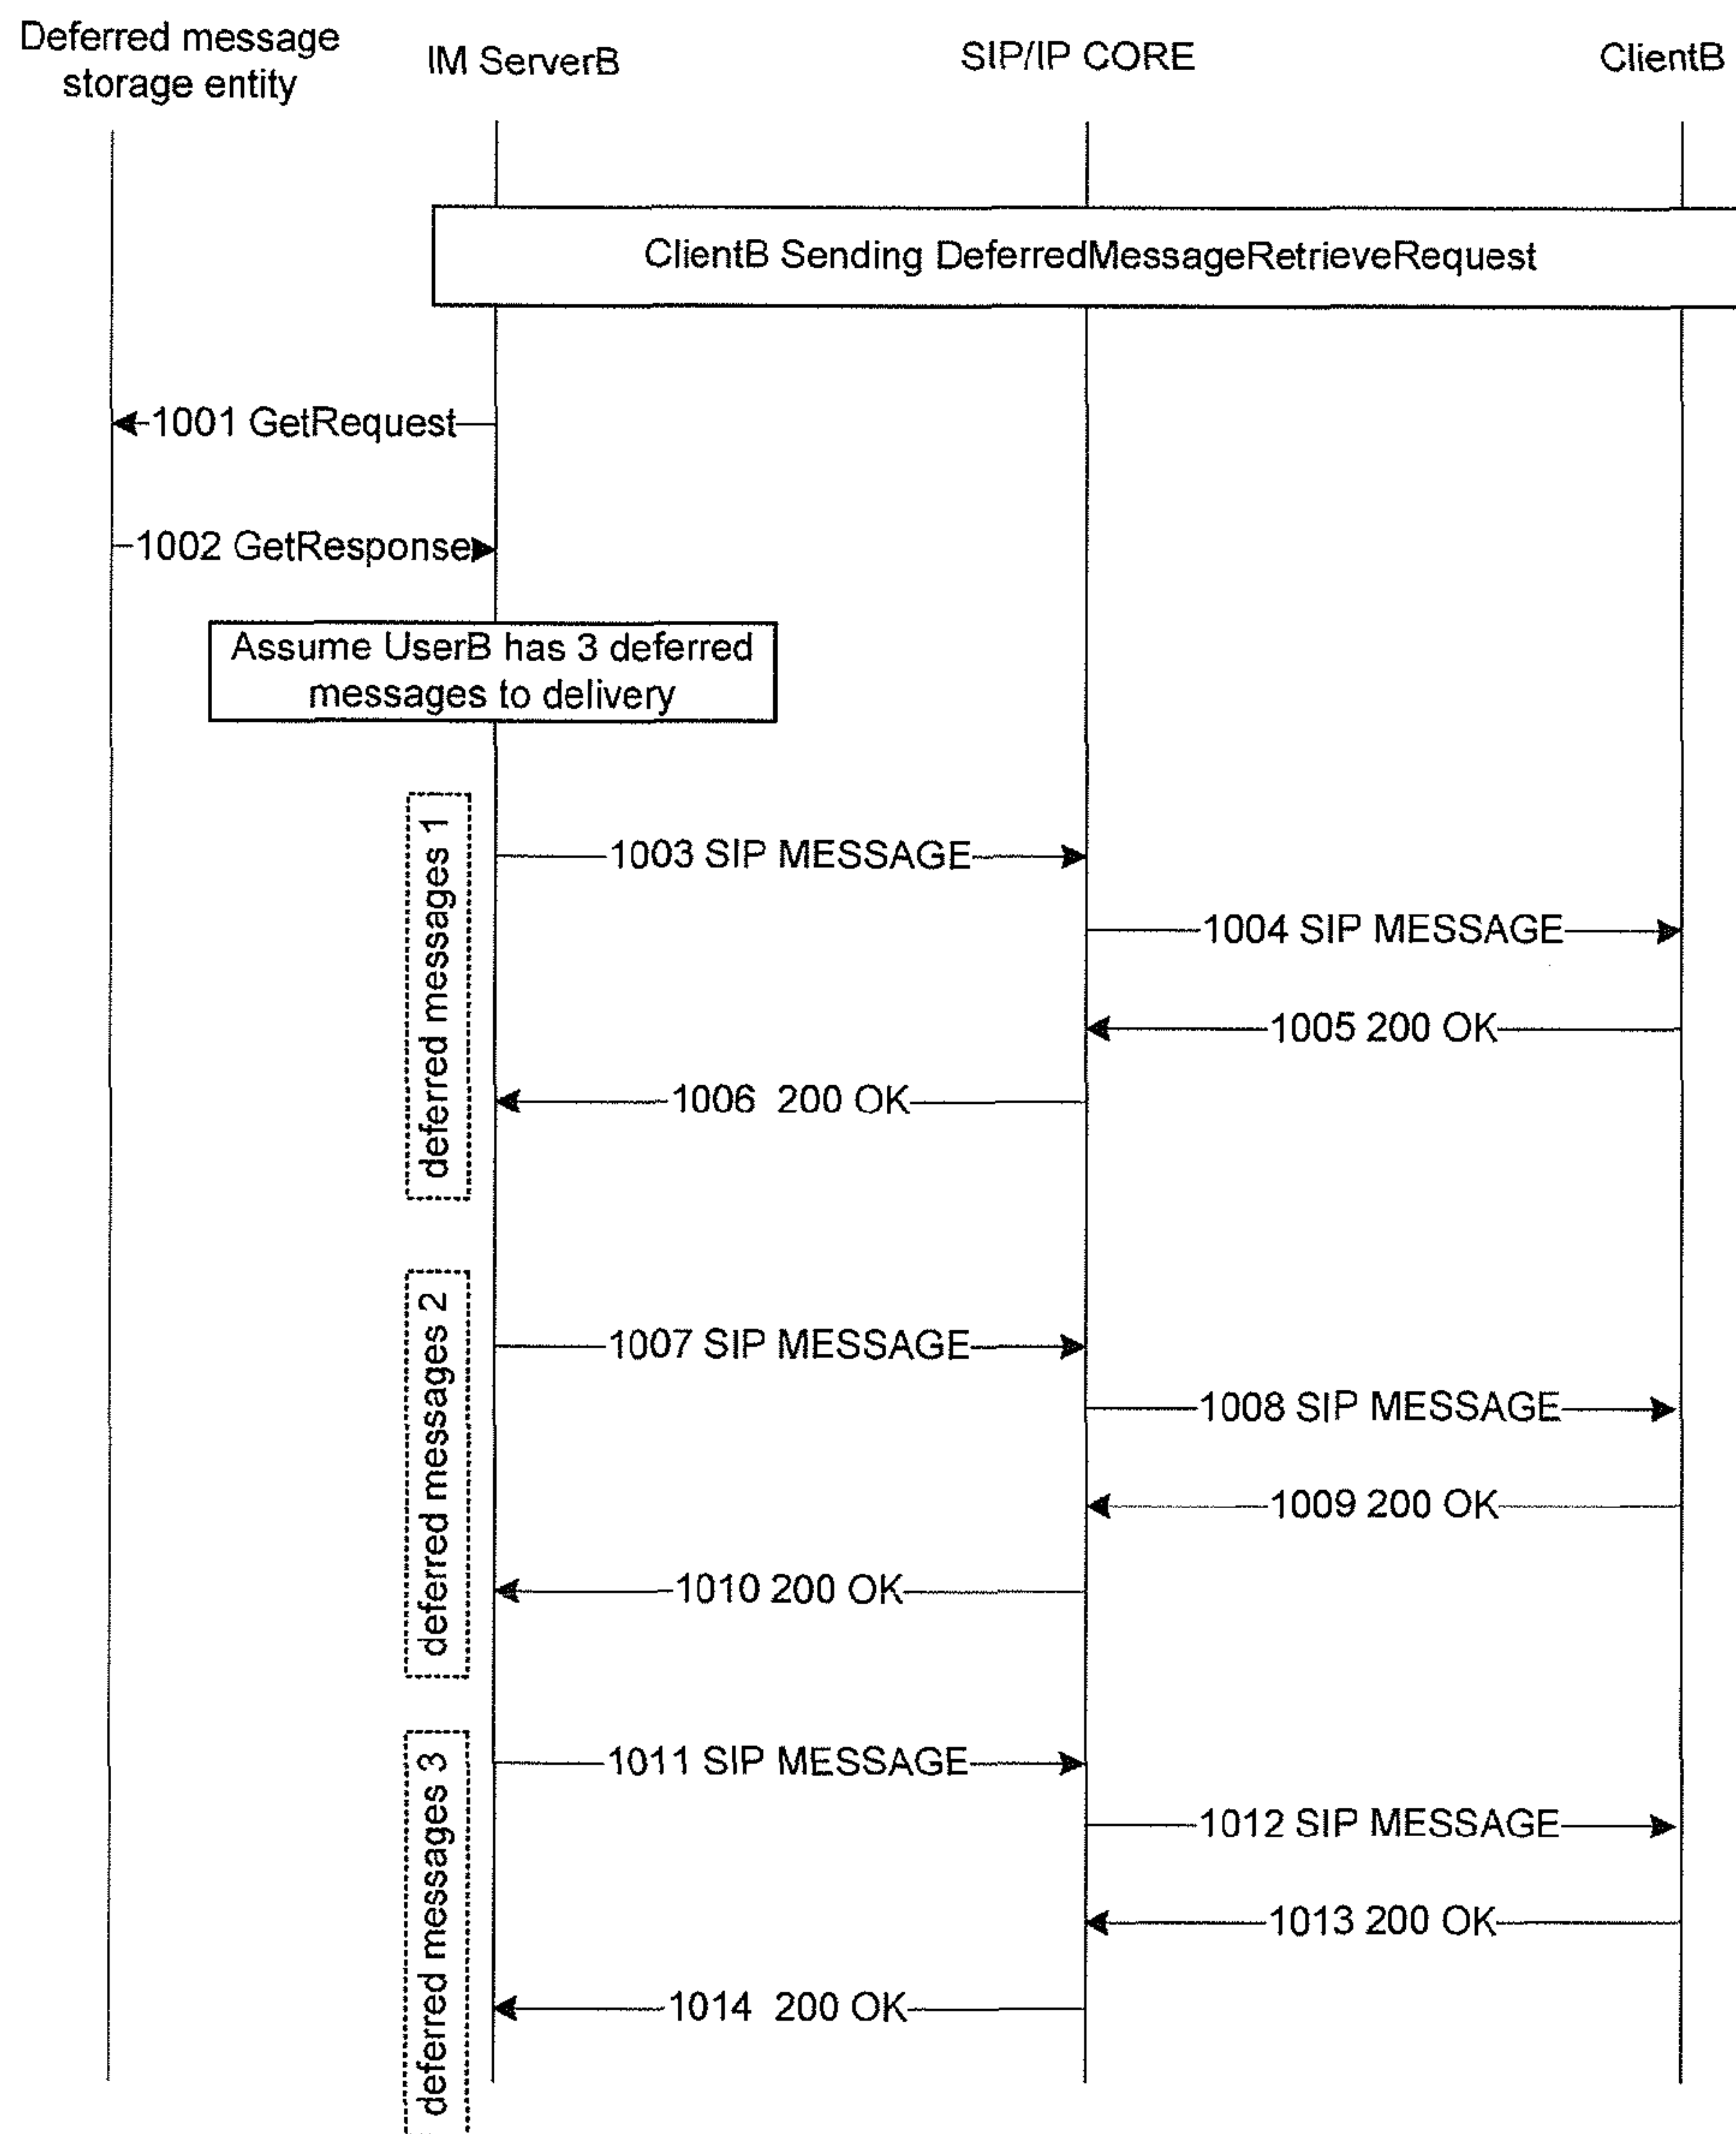 Deferred message
storage entity
IM ServerB
SIP/IP CORE
ClientB
ClientB Sending DeferredMessageRetrieveRequest
1001 GetRequest
1002 GetResponse
Assume UserB has 3 deferred
messages to delivery
deferred messages 1
1003 SIP MESSAGE
1004 SIP MESSAGE
1005 200 OK
1006 200 OK
deferred messages 2
1007 SIP MESSAGE
1008 SIP MESSAGE
1009 200 OK
1010 200 OK
deferred messages 3
1011 SIP MESSAGE
1012 SIP MESSAGE
1013 200 OK
1014 200 OK